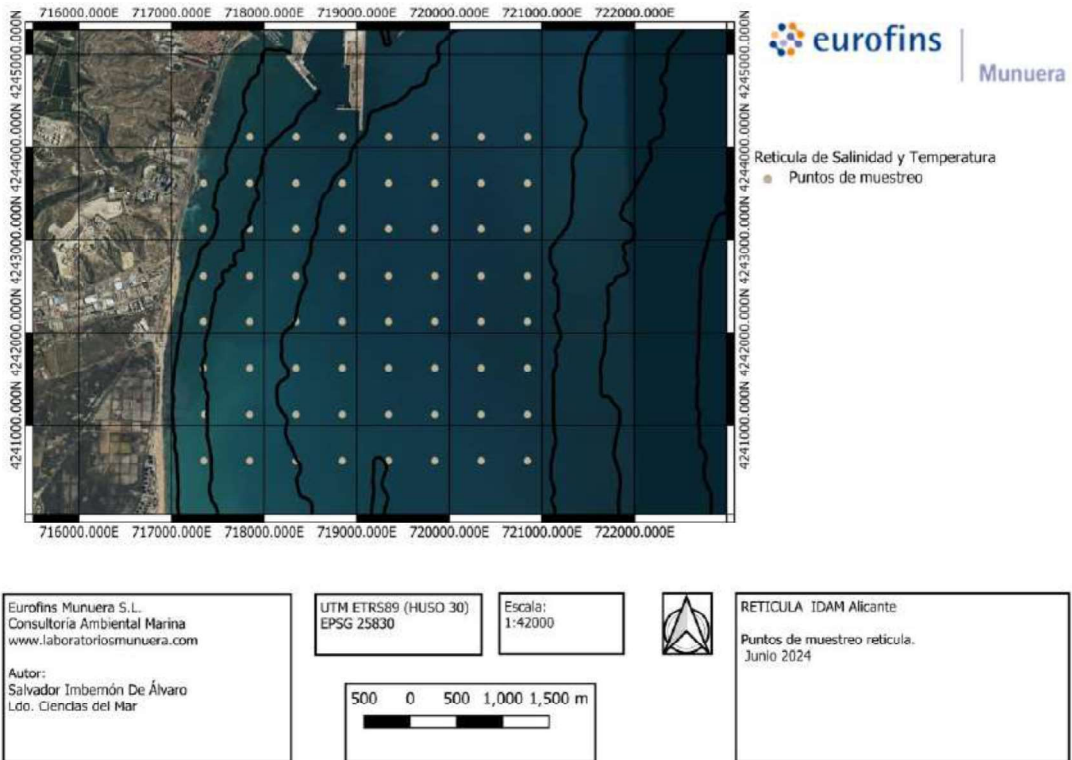 716000.000E 717000.000E 718000.000E 719000.000E 720000.000E 721000.000E 722000.000E
4245000.000N
4244000.000N
4243000.000N
4242000.000N
4241000.000N
4245000.000N
4244000.000N
4243000.000N
4242000.000N
4241000.000N
716000.000E 717000.000E 718000.000E 719000.000E 720000.000E 721000.000E 722000.000E
eurofins
Munuera
Reticula de Salinidad y Temperatura
Puntos de muestreo
Eurofins Munuera S.L.
Consultoría Ambiental Marina
www.laboratoriosmunuera.com
Autor:
Salvador Imbernón De Álvaro
Ldo. Ciencias del Mar
UTM ETRS89 (HUSO 30)
EPSG 25830
Escala:
1:42000
500 0 500 1,000 1,500 m
RETICULA IDAM Alicante
Puntos de muestreo reticula.
Junio 2024